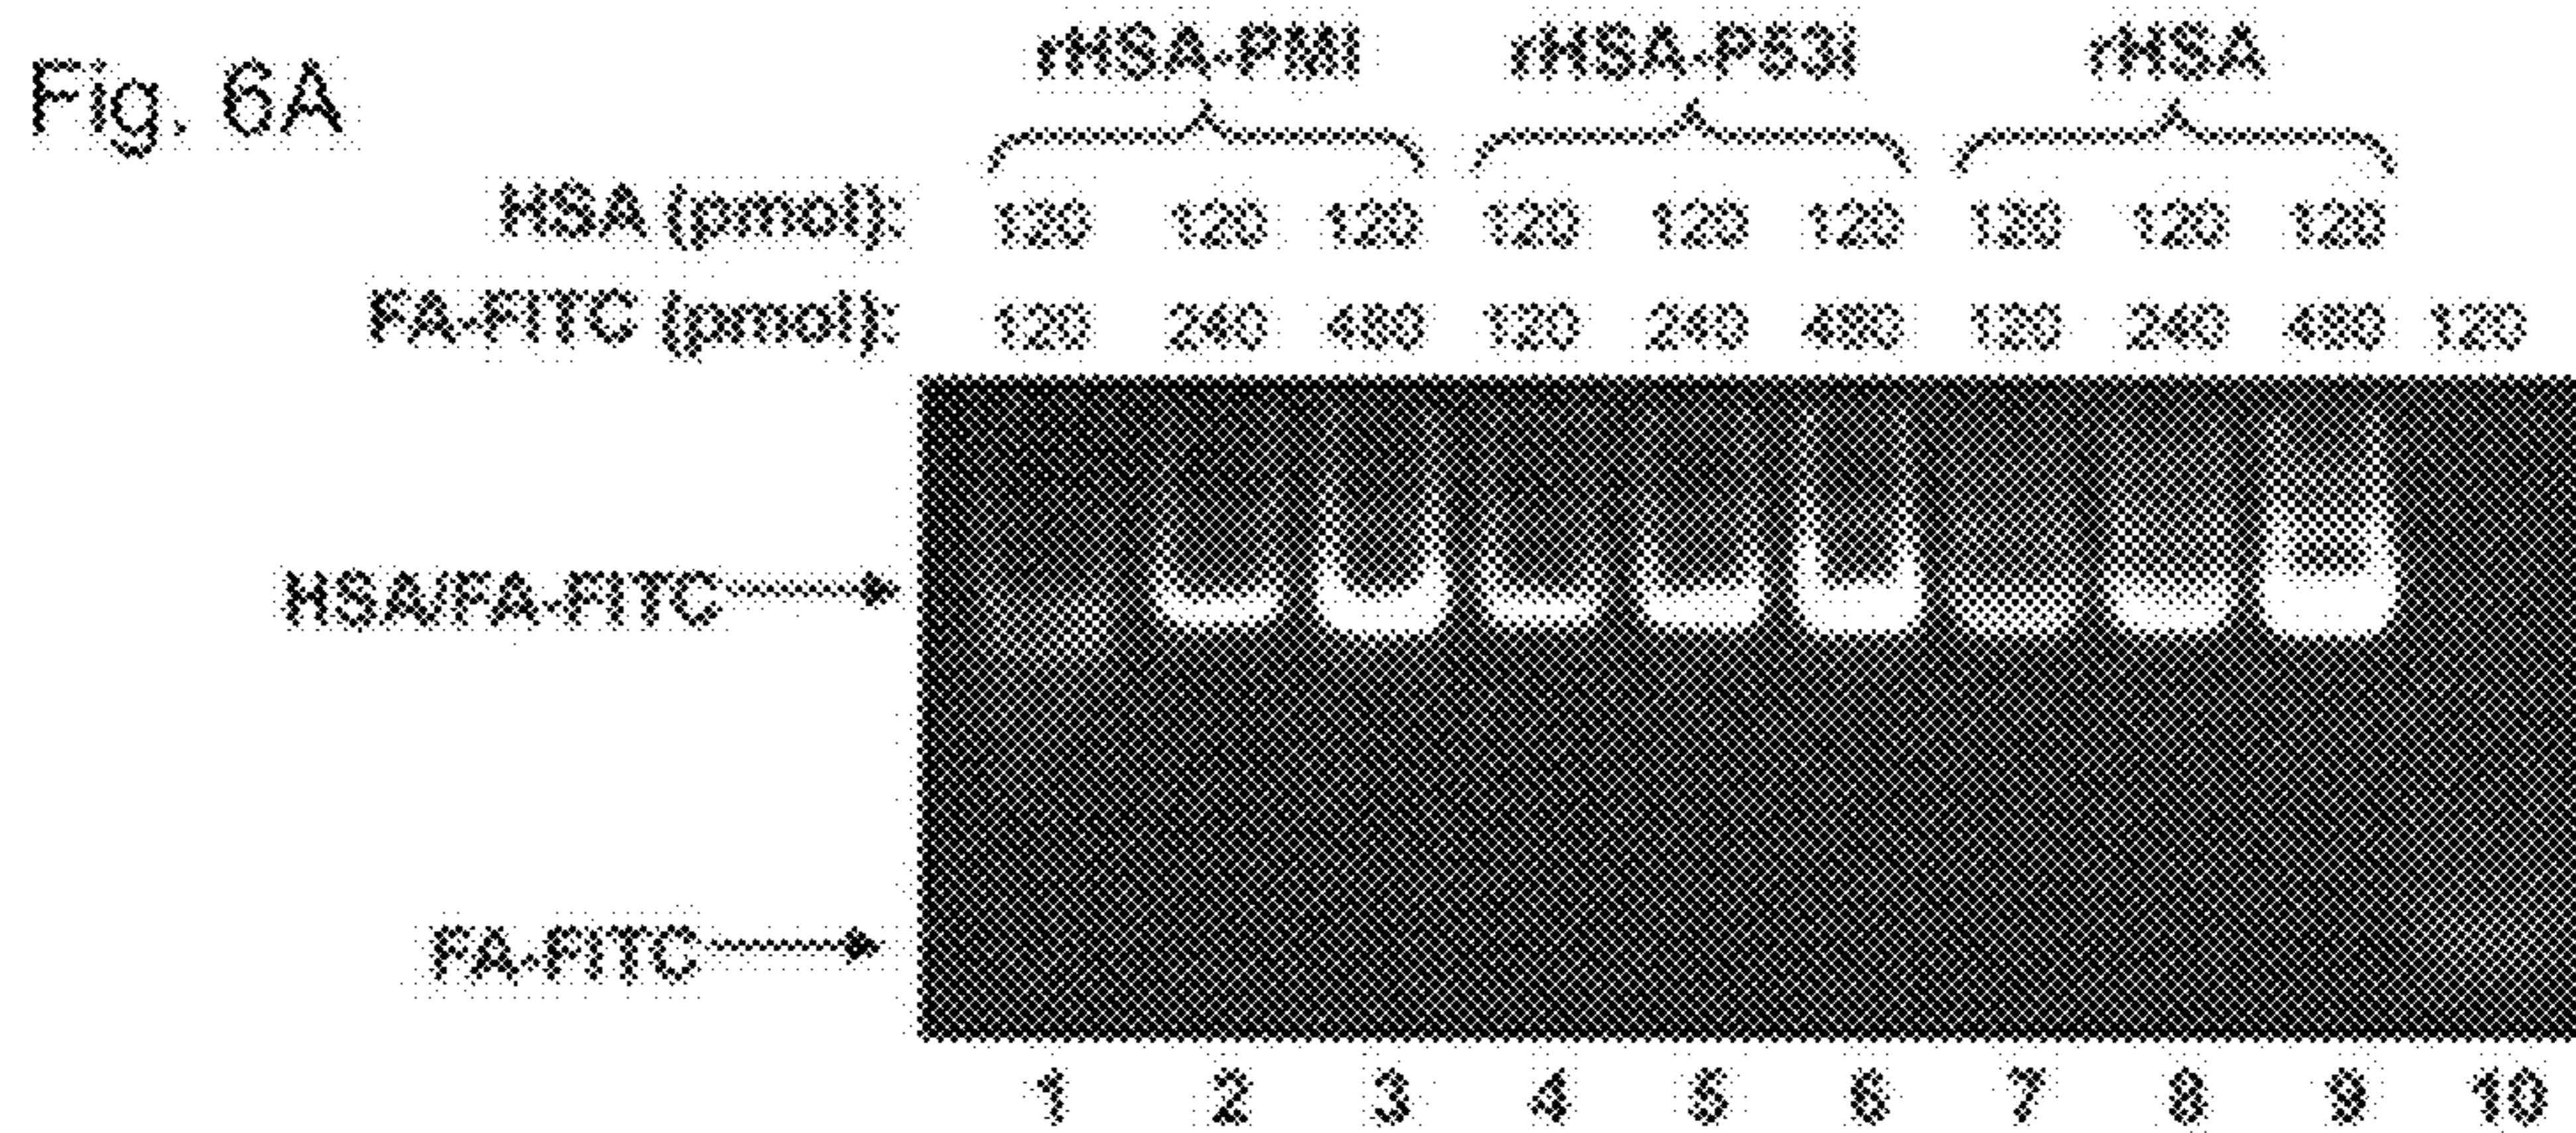 Fig. 6A
rHSA-PMI rHSA-P53i rHSA
HSA (pmol): 120 120 120 120 120 120 120 120 120
FA-FITC (pmol): 120 240 480 120 240 480 120 240 480 120
HSA/FA-FITC
FA-FITC
1 2 3 4 5 6 7 8 9 10